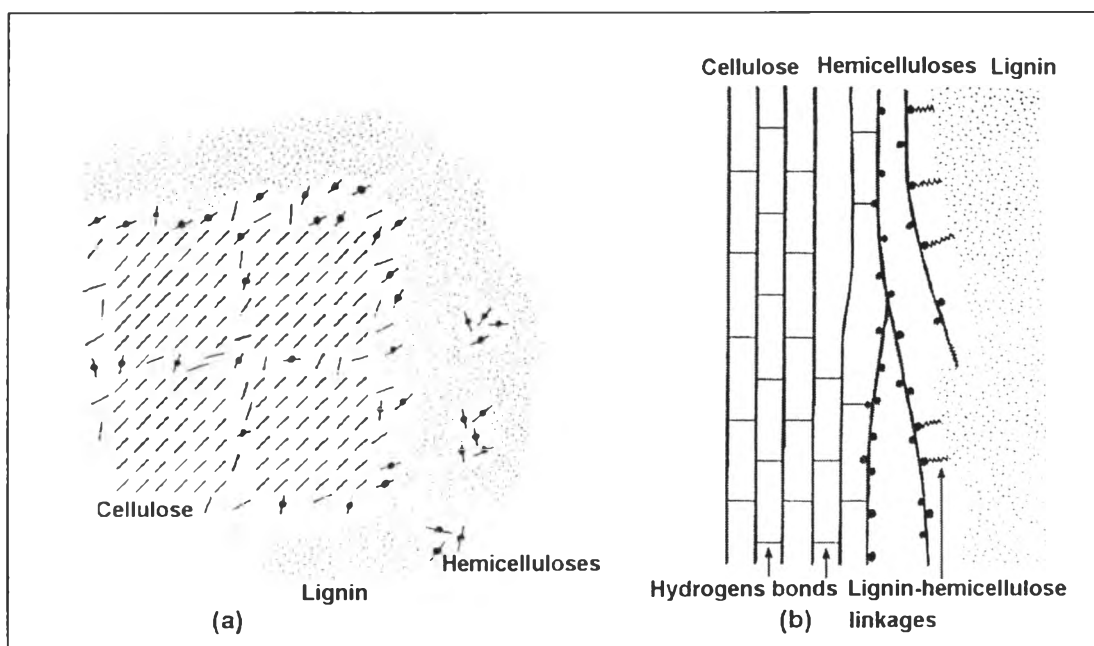 Cellulose
Lignin
Hemicelluloses
(a)
Cellulose Hemicelluloses Lignin
Hydrogens bonds Lignin-hemicellulose
linkages
(b)